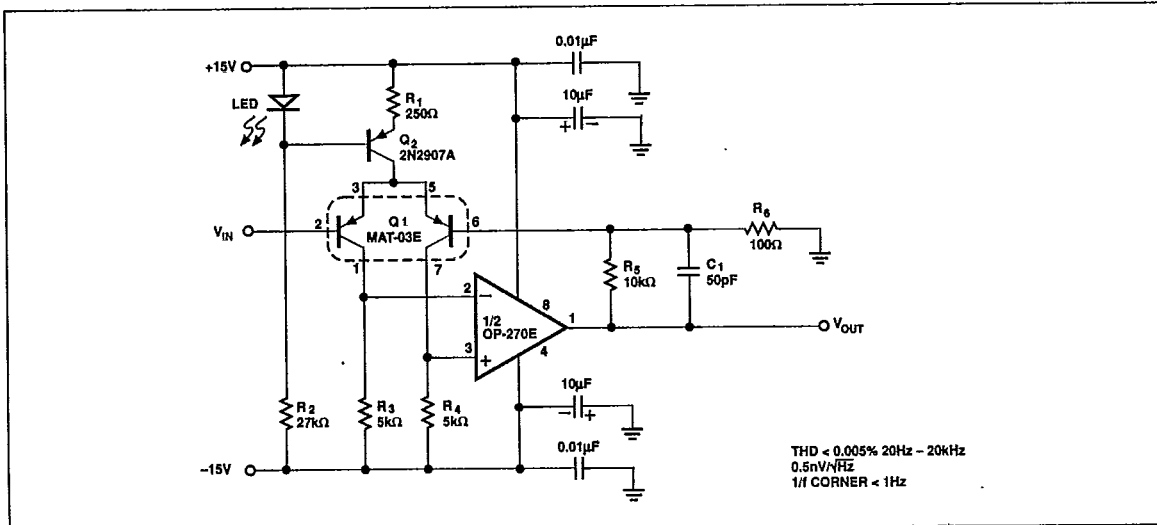 0.01µF
+15V
10µF
+ −
LED
R1
250Ω
Q2
2N2907A
3
5
VIN
2
Q1
MAT-03E
6
R6
100Ω
1
7
R5
10kΩ
C1
50pF
2
−
8
1/2
OP-270E
1
VOUT
3
+
4
10µF
− +
R2
27kΩ
R3
5kΩ
R4
5kΩ
0.01µF
−15V
THD < 0.005% 20Hz – 20kHz
0.5nV/√Hz
1/f CORNER < 1Hz